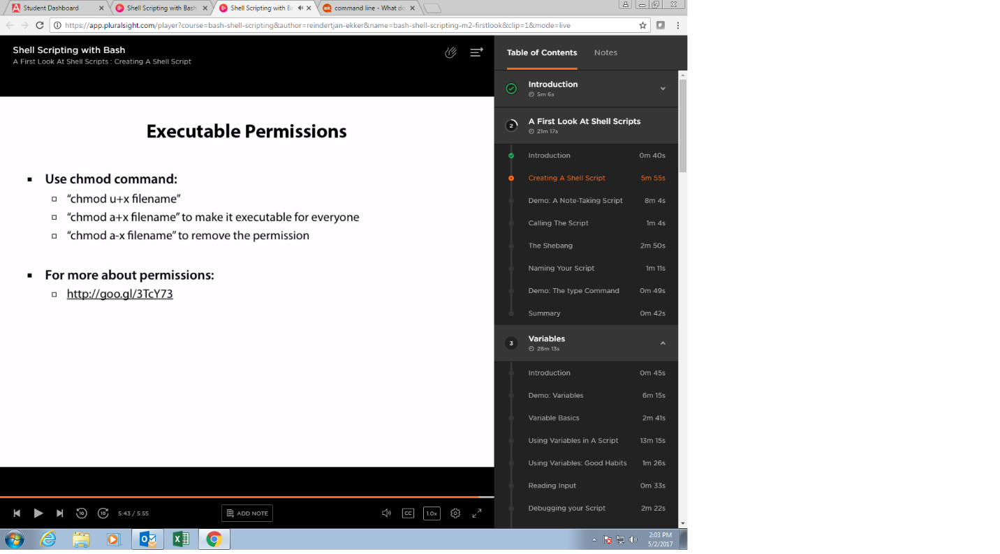 Student Dashboard
Shell Scripting with Bash
Shell Scripting with Ba
ask
command line - What do
https://app.pluralsight.com/player?course=bash-shell-scripting&author=reindertjan-ekker&name=bash-shell-scripting-m2-firstlook&clip=1&mode=live
Shell Scripting with Bash
A First Look At Shell Scripts : Creating A Shell Script
Executable Permissions
Use chmod command:
“chmod u+x filename”
“chmod a+x filename” to make it executable for everyone
“chmod a-x filename” to remove the permission
For more about permissions:
http://goo.gl/3TcY73
10
10
5:43 / 5:55
ADD NOTE
CC
1.0x
Table of Contents
Notes
Introduction
5m 6s
2
A First Look At Shell Scripts
21m 17s
Introduction 0m 40s
Creating A Shell Script 5m 55s
Demo: A Note-Taking Script 8m 4s
Calling The Script 1m 4s
The Shebang 2m 50s
Naming Your Script 1m 11s
Demo: The type Command 0m 49s
Summary 0m 42s
3
Variables
28m 13s
Introduction 0m 45s
Demo: Variables 6m 15s
Variable Basics 2m 41s
Using Variables in A Script 13m 15s
Using Variables: Good Habits 1m 26s
Reading Input 0m 33s
Debugging your Script 2m 22s
2:03 PM
5/2/2017